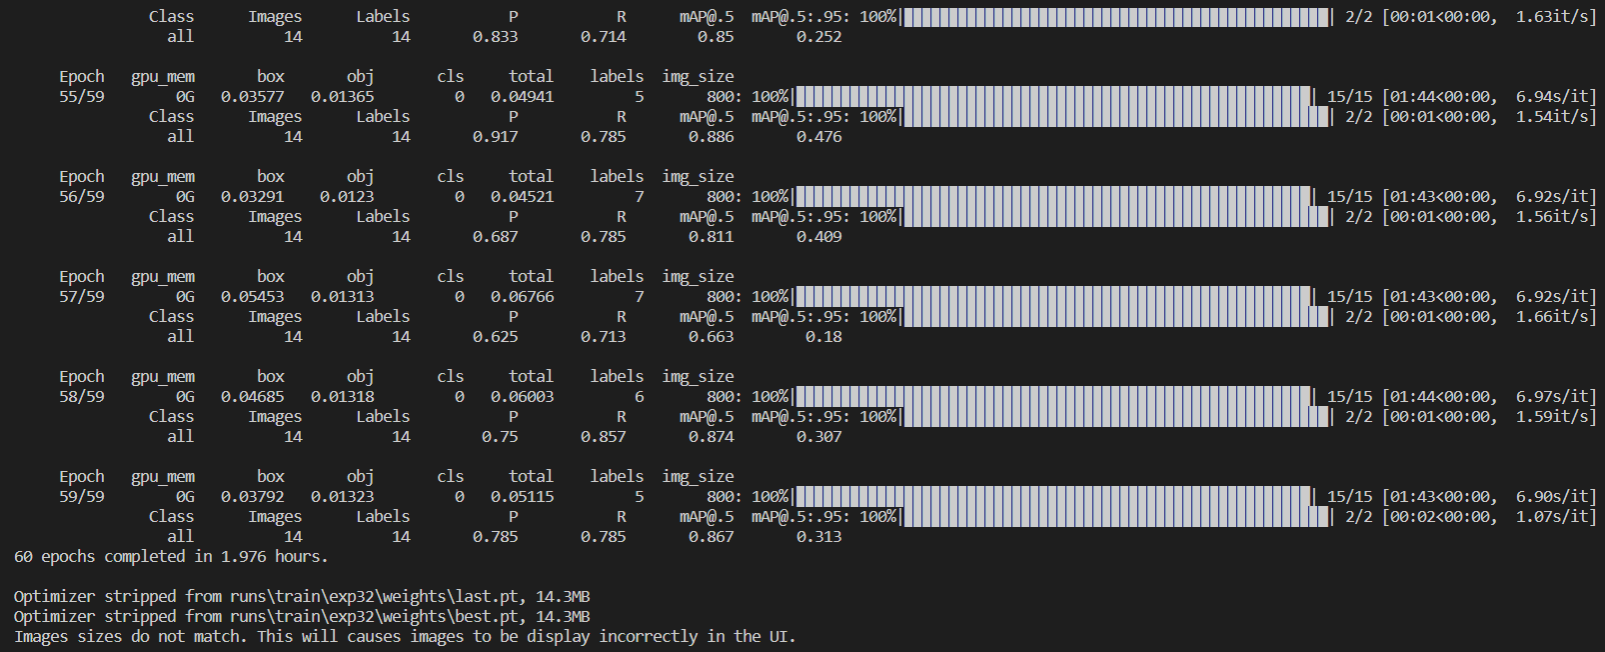 Class Images Labels P R mAP@.5 mAP@.5:.95: 100%| | 2/2 [00:01<00:00, 1.63it/s]
all 14 14 0.833 0.714 0.85 0.252
Epoch gpu_mem box obj cls total labels img_size
55/59 0G 0.03577 0.01365 0 0.04941 5 800: 100%| | 15/15 [01:44<00:00, 6.94s/it]
Class Images Labels P R mAP@.5 mAP@.5:.95: 100%| | 2/2 [00:01<00:00, 1.54it/s]
all 14 14 0.917 0.785 0.886 0.476
Epoch gpu_mem box obj cls total labels img_size
56/59 0G 0.03291 0.0123 0 0.04521 7 800: 100%| | 15/15 [01:43<00:00, 6.92s/it]
Class Images Labels P R mAP@.5 mAP@.5:.95: 100%| | 2/2 [00:01<00:00, 1.56it/s]
all 14 14 0.687 0.785 0.811 0.409
Epoch gpu_mem box obj cls total labels img_size
57/59 0G 0.05453 0.01313 0 0.06766 7 800: 100%| | 15/15 [01:43<00:00, 6.92s/it]
Class Images Labels P R mAP@.5 mAP@.5:.95: 100%| | 2/2 [00:01<00:00, 1.66it/s]
all 14 14 0.625 0.713 0.663 0.18
Epoch gpu_mem box obj cls total labels img_size
58/59 0G 0.04685 0.01318 0 0.06003 6 800: 100%| | 15/15 [01:44<00:00, 6.97s/it]
Class Images Labels P R mAP@.5 mAP@.5:.95: 100%| | 2/2 [00:01<00:00, 1.59it/s]
all 14 14 0.75 0.857 0.874 0.307
Epoch gpu_mem box obj cls total labels img_size
59/59 0G 0.03792 0.01323 0 0.05115 5 800: 100%| | 15/15 [01:43<00:00, 6.90s/it]
Class Images Labels P R mAP@.5 mAP@.5:.95: 100%| | 2/2 [00:02<00:00, 1.07s/it]
all 14 14 0.785 0.785 0.867 0.313
60 epochs completed in 1.976 hours.
Optimizer stripped from runs\train\exp32\weights\last.pt, 14.3MB
Optimizer stripped from runs\train\exp32\weights\best.pt, 14.3MB
Images sizes do not match. This will causes images to be display incorrectly in the UI.